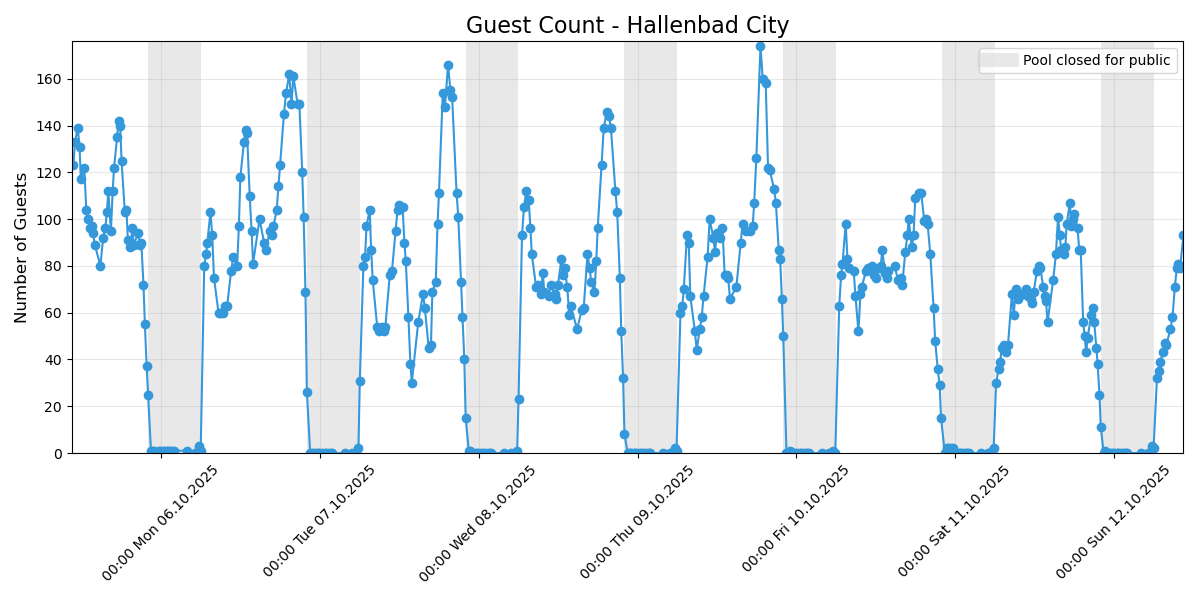 Guest Count - Hallenbad City
Pool closed for public
Number of Guests
160
140
120
100
80
60
40
20
0
00:00 Mon 06.10.2025
00:00 Tue 07.10.2025
00:00 Wed 08.10.2025
00:00 Thu 09.10.2025
00:00 Fri 10.10.2025
00:00 Sat 11.10.2025
00:00 Sun 12.10.2025